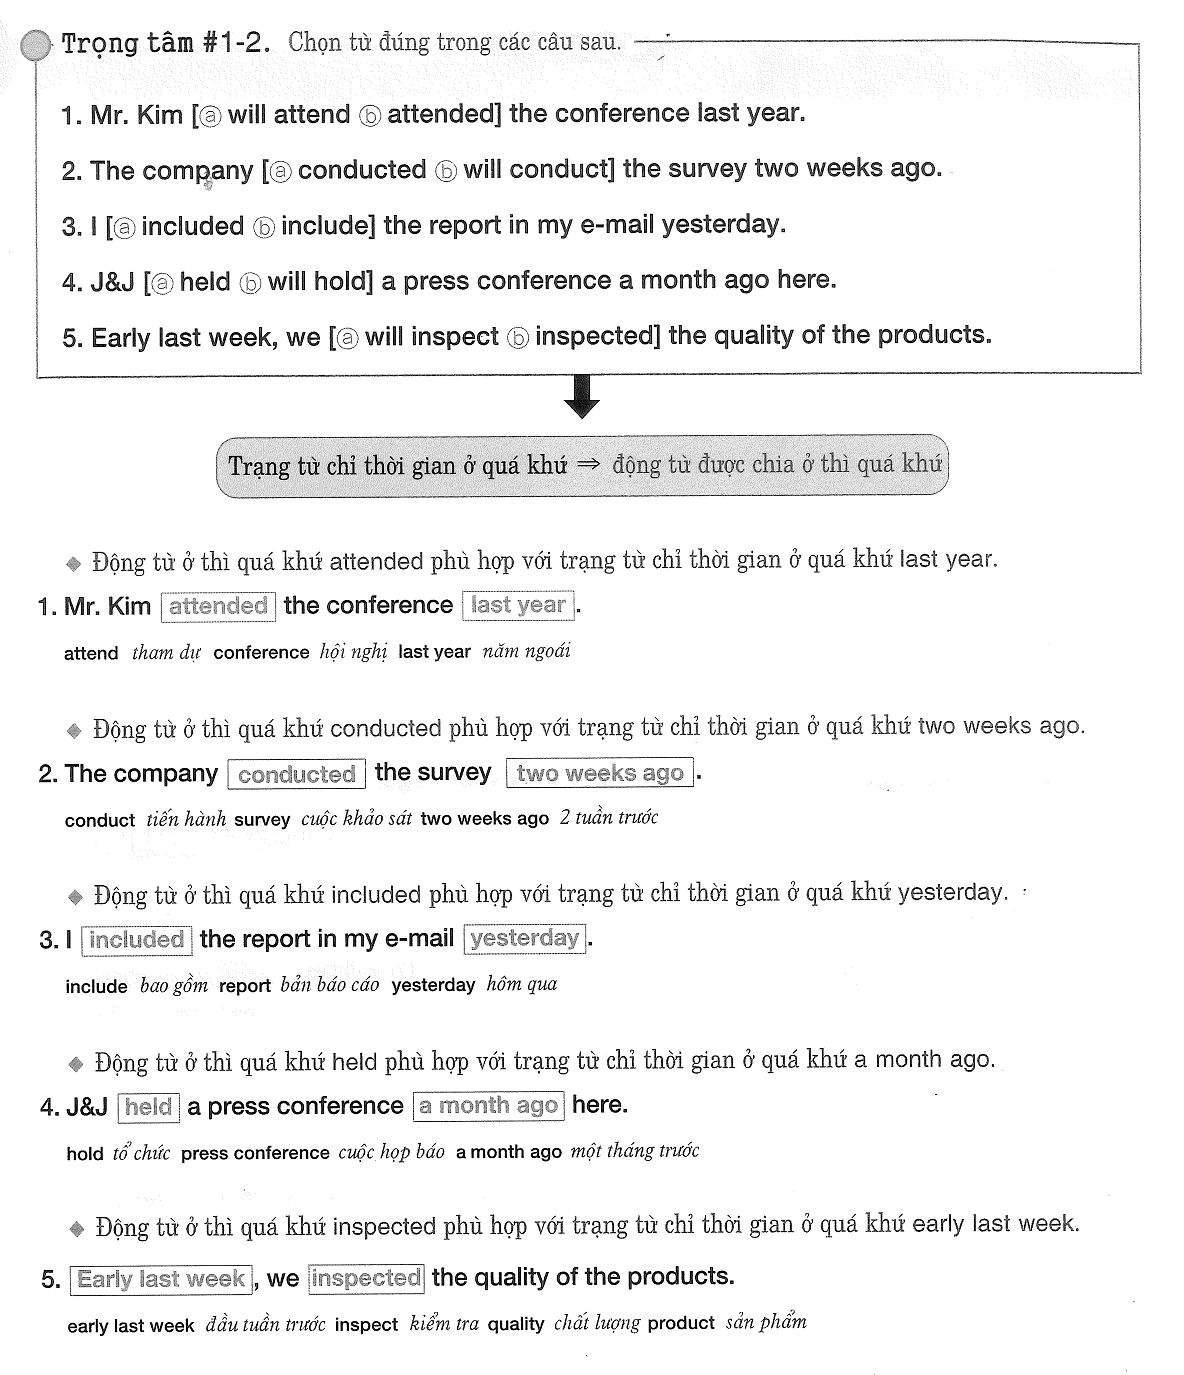 Trọng tâm #1-2. Chọn từ đúng trong các câu sau.
1. Mr. Kim [ⓐ will attend ⓑ attended] the conference last year.
2. The company [ⓐ conducted ⓑ will conduct] the survey two weeks ago.
3. I [ⓐ included ⓑ include] the report in my e-mail yesterday.
4. J&J [ⓐ held ⓑ will hold] a press conference a month ago here.
5. Early last week, we [ⓐ will inspect ⓑ inspected] the quality of the products.
Trạng từ chỉ thời gian ở quá khứ ⇒ động từ được chia ở thì quá khứ
◆ Động từ ở thì quá khứ attended phù hợp với trạng từ chỉ thời gian ở quá khứ last year.
1. Mr. Kim attended the conference last year.
attend tham dự conference hội nghị last year năm ngoái
◆ Động từ ở thì quá khứ conducted phù hợp với trạng từ chỉ thời gian ở quá khứ two weeks ago.
2. The company conducted the survey two weeks ago.
conduct tiến hành survey cuộc khảo sát two weeks ago 2 tuần trước
◆ Động từ ở thì quá khứ included phù hợp với trạng từ chỉ thời gian ở quá khứ yesterday.
3. I included the report in my e-mail yesterday.
include bao gồm report bản báo cáo yesterday hôm qua
◆ Động từ ở thì quá khứ held phù hợp với trạng từ chỉ thời gian ở quá khứ a month ago.
4. J&J held a press conference a month ago here.
hold tổ chức press conference cuộc họp báo a month ago một tháng trước
◆ Động từ ở thì quá khứ inspected phù hợp với trạng từ chỉ thời gian ở quá khứ early last week.
5. Early last week, we inspected the quality of the products.
early last week đầu tuần trước inspect kiểm tra quality chất lượng product sản phẩm